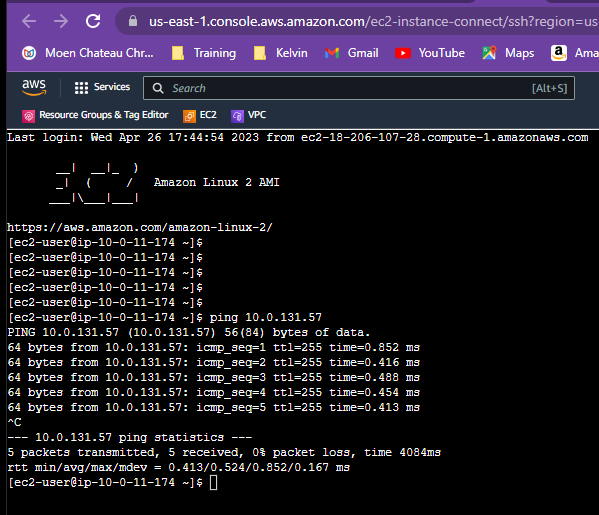 us-east-1.console.aws.amazon.com/ec2-instance-connect/ssh?region=us
Moen Chateau Chr... Training Kelvin Gmail YouTube Maps Ama
aws Services Search [Alt+S]
Resource Groups & Tag Editor EC2 VPC
Last login: Wed Apr 26 17:44:54 2023 from ec2-18-206-107-28.compute-1.amazonaws.com
__|  __|_  )
_|  (     /   Amazon Linux 2 AMI
___|\___|___|
https://aws.amazon.com/amazon-linux-2/
[ec2-user@ip-10-0-11-174 ~]$
[ec2-user@ip-10-0-11-174 ~]$
[ec2-user@ip-10-0-11-174 ~]$
[ec2-user@ip-10-0-11-174 ~]$
[ec2-user@ip-10-0-11-174 ~]$
[ec2-user@ip-10-0-11-174 ~]$ ping 10.0.131.57
PING 10.0.131.57 (10.0.131.57) 56(84) bytes of data.
64 bytes from 10.0.131.57: icmp_seq=1 ttl=255 time=0.852 ms
64 bytes from 10.0.131.57: icmp_seq=2 ttl=255 time=0.416 ms
64 bytes from 10.0.131.57: icmp_seq=3 ttl=255 time=0.488 ms
64 bytes from 10.0.131.57: icmp_seq=4 ttl=255 time=0.454 ms
64 bytes from 10.0.131.57: icmp_seq=5 ttl=255 time=0.413 ms
^C
--- 10.0.131.57 ping statistics ---
5 packets transmitted, 5 received, 0% packet loss, time 4084ms
rtt min/avg/max/mdev = 0.413/0.524/0.852/0.167 ms
[ec2-user@ip-10-0-11-174 ~]$